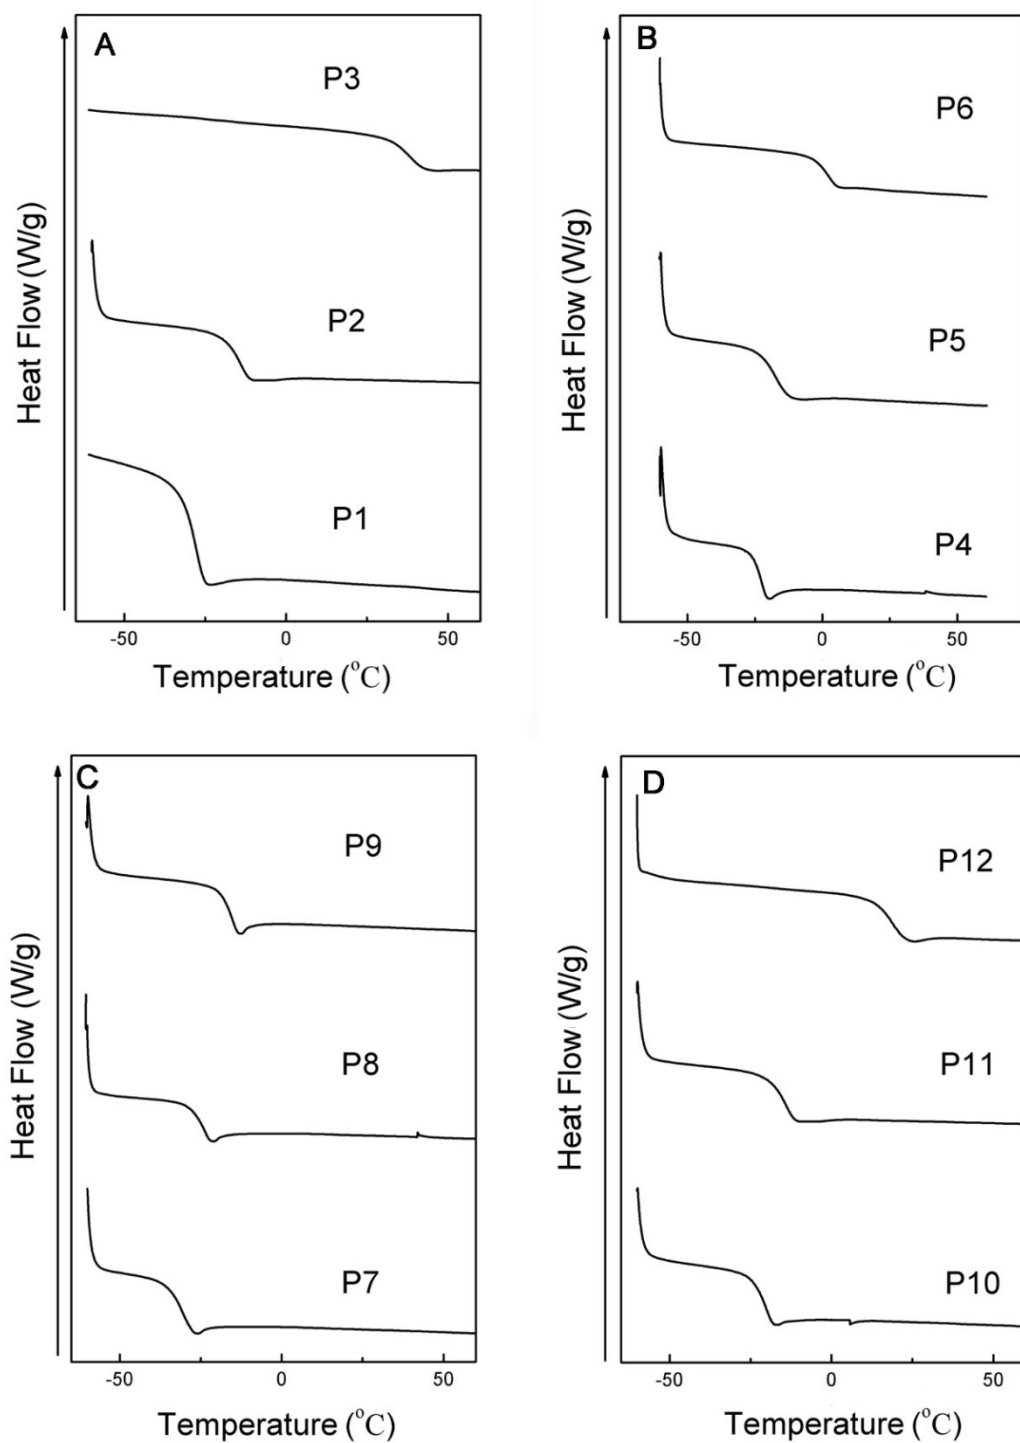 A
P3
P2
P1
Heat Flow (W/g)
-50 0 50
Temperature (°C)
B
P6
P5
P4
Heat Flow (W/g)
-50 0 50
Temperature (°C)
C
P9
P8
P7
Heat Flow (W/g)
-50 0 50
Temperature (°C)
D
P12
P11
P10
Heat Flow (W/g)
-50 0 50
Temperature (°C)